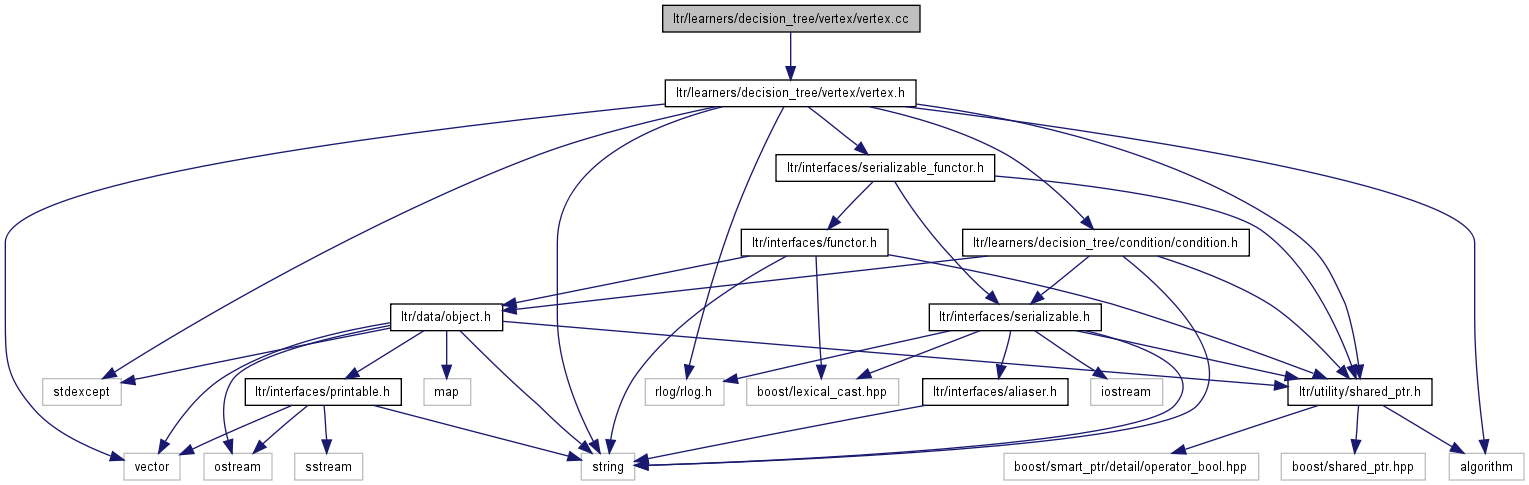 ltr/learners/decision_tree/vertex/vertex.cc
ltr/learners/decision_tree/vertex/vertex.h
ltr/interfaces/serializable_functor.h
ltr/interfaces/functor.h
ltr/learners/decision_tree/condition/condition.h
ltr/data/object.h
ltr/interfaces/serializable.h
stdexcept
ltr/interfaces/printable.h
map
rlog/rlog.h
boost/lexical_cast.hpp
ltr/interfaces/aliaser.h
iostream
ltr/utility/shared_ptr.h
vector
ostream
sstream
string
boost/smart_ptr/detail/operator_bool.hpp
boost/shared_ptr.hpp
algorithm